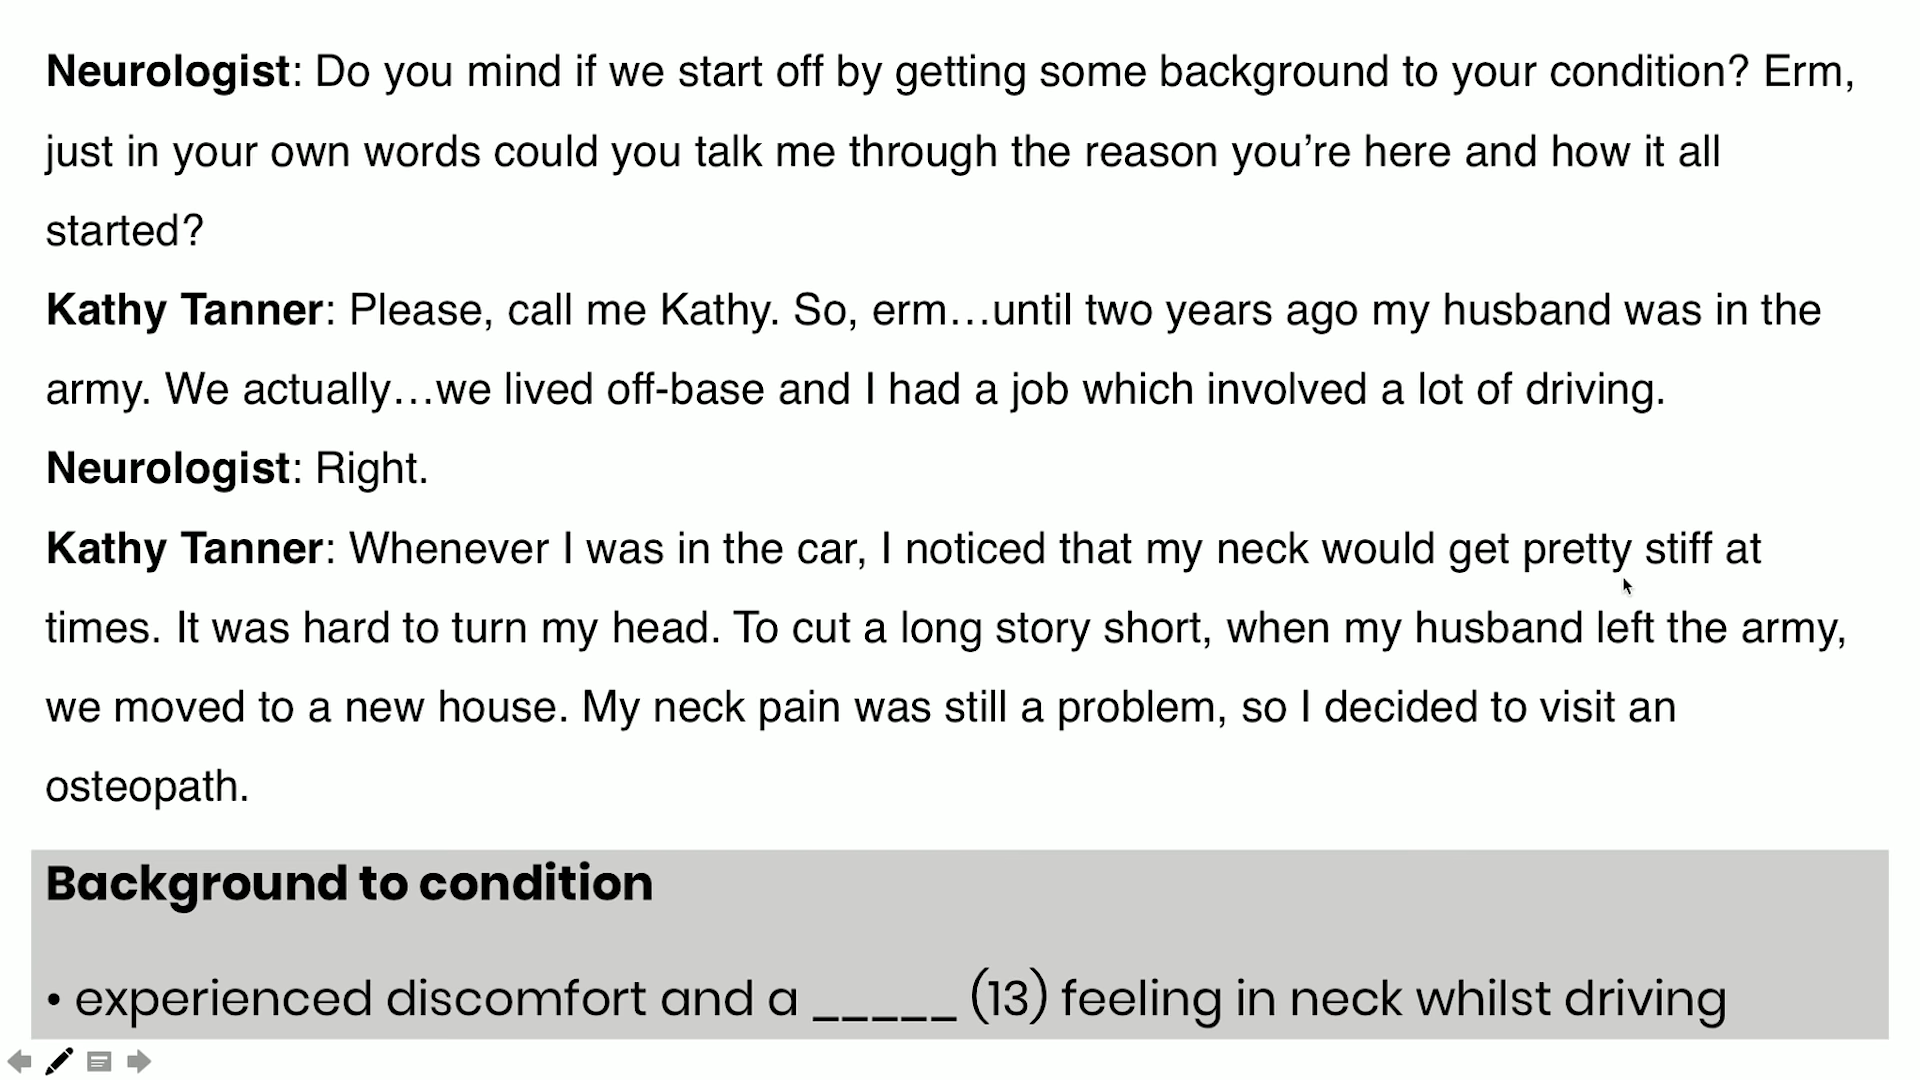 Neurologist: Do you mind if we start off by getting some background to your condition? Erm,
just in your own words could you talk me through the reason you’re here and how it all
started?
Kathy Tanner: Please, call me Kathy. So, erm…until two years ago my husband was in the
army. We actually…we lived off-base and I had a job which involved a lot of driving.
Neurologist: Right.
Kathy Tanner: Whenever I was in the car, I noticed that my neck would get pretty stiff at
times. It was hard to turn my head. To cut a long story short, when my husband left the army,
we moved to a new house. My neck pain was still a problem, so I decided to visit an
osteopath.
Background to condition
• experienced discomfort and a _____ (13) feeling in neck whilst driving